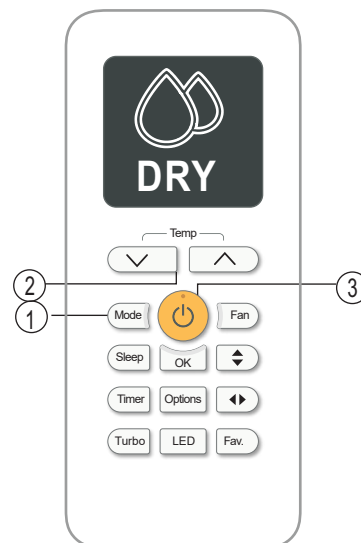 DRY
Temp
2
3
1
Mode
Fan
Sleep
OK
Timer
Options
Turbo
LED
Fav.